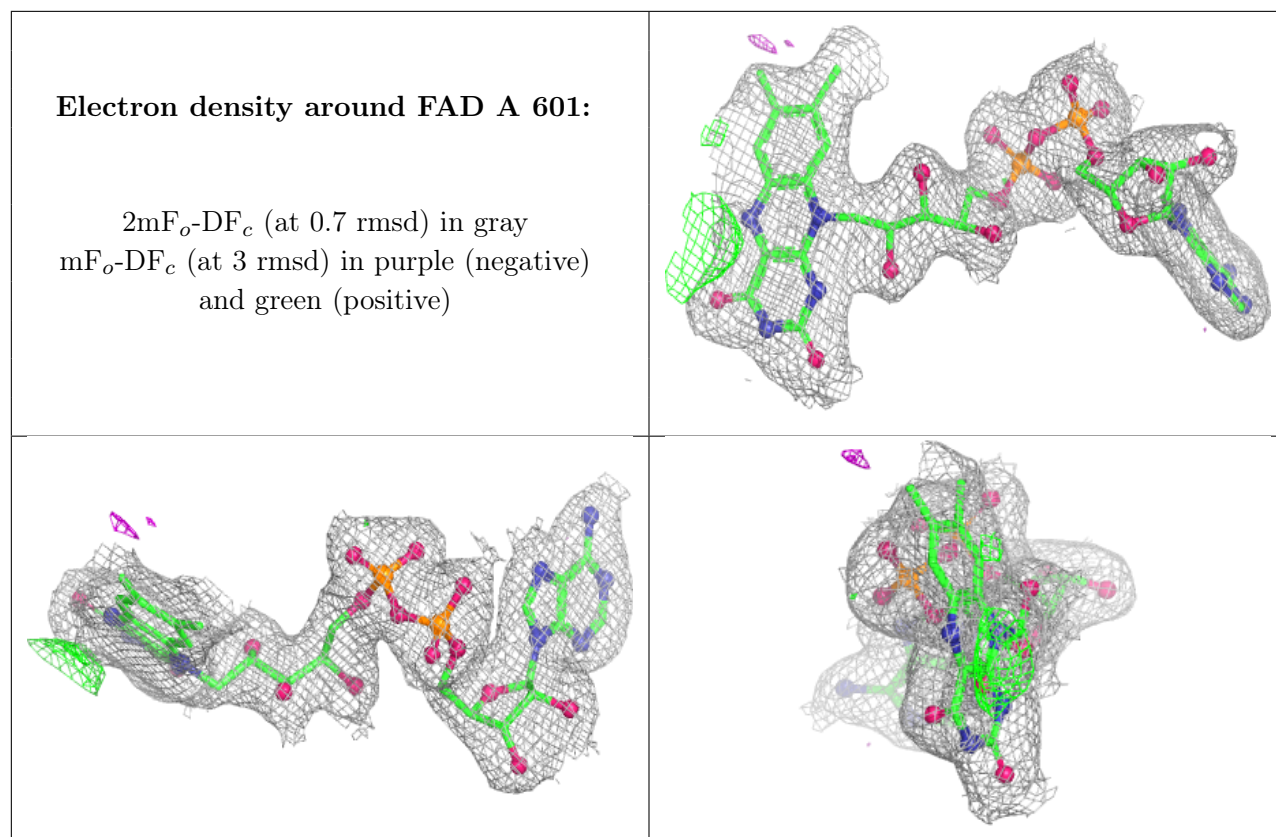 Electron density around FAD A 601:
2mFo-DFc (at 0.7 rmsd) in gray
mFo-DFc (at 3 rmsd) in purple (negative)
and green (positive)